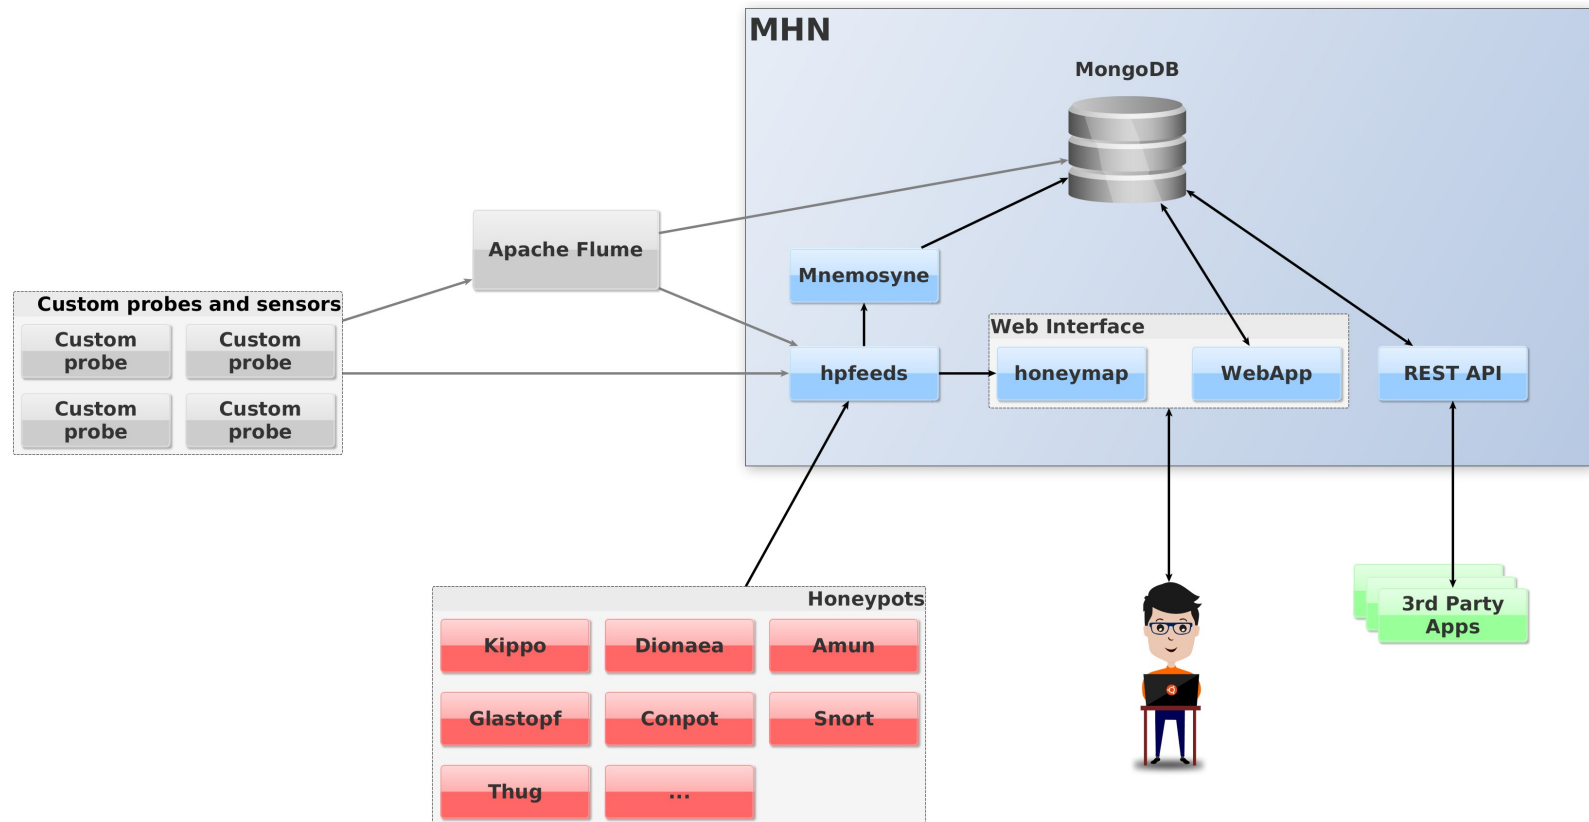 MHN
MongoDB
Apache Flume
Mnemosyne
Custom probes and sensors
Custom
probe
Custom
probe
Custom
probe
Custom
probe
Web Interface
hpfeeds
honeymap
WebApp
REST API
Honeypots
Kippo
Dionaea
Amun
Glastopf
Conpot
Snort
Thug
...
3rd Party
Apps